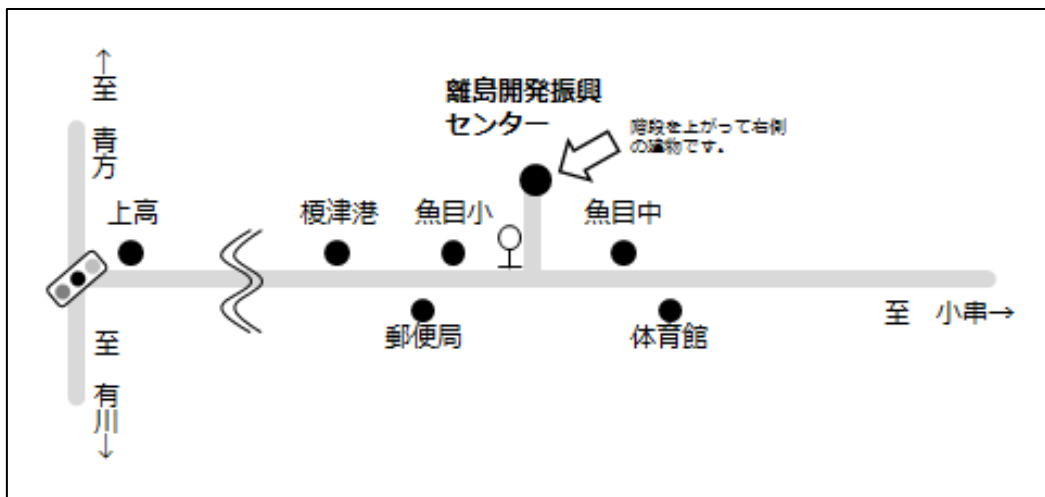 ↑至 青方
離島開発振興
センター
階段を上がって右側
の建物です。
上高
榎津港
魚目小
魚目中
郵便局
体育館
至 小串→
至 有川↓